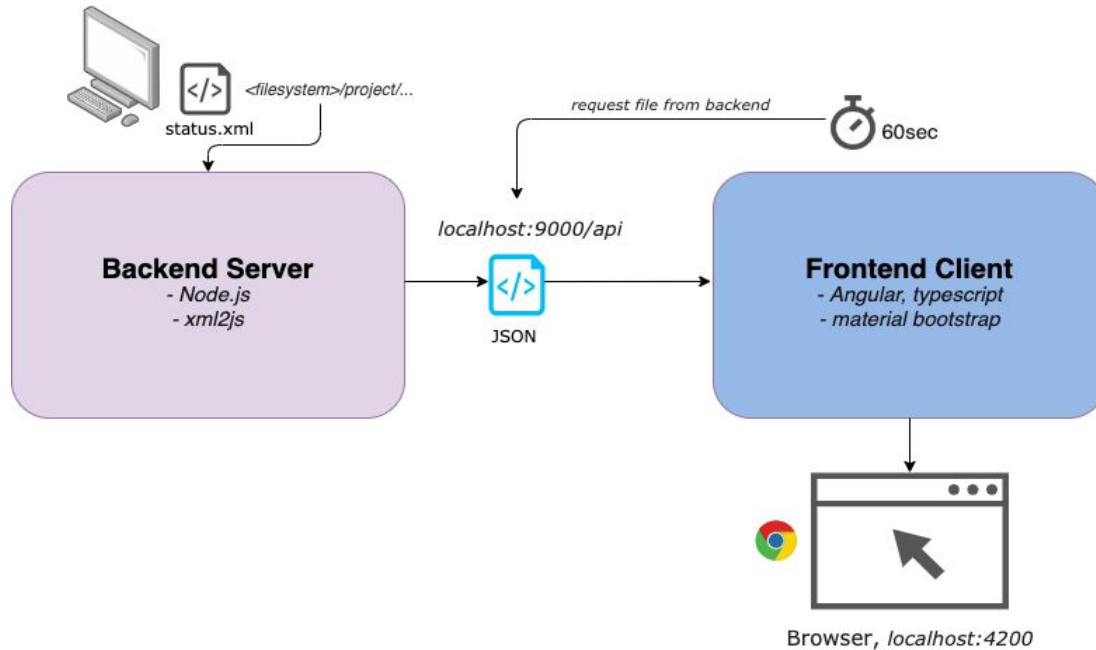 </>
<filesystem>/project/...
status.xml
request file from backend
60sec
localhost:9000/api
Backend Server
- Node.js
- xml2js
</>
JSON
Frontend Client
- Angular, typescript
- material bootstrap
Browser, localhost:4200